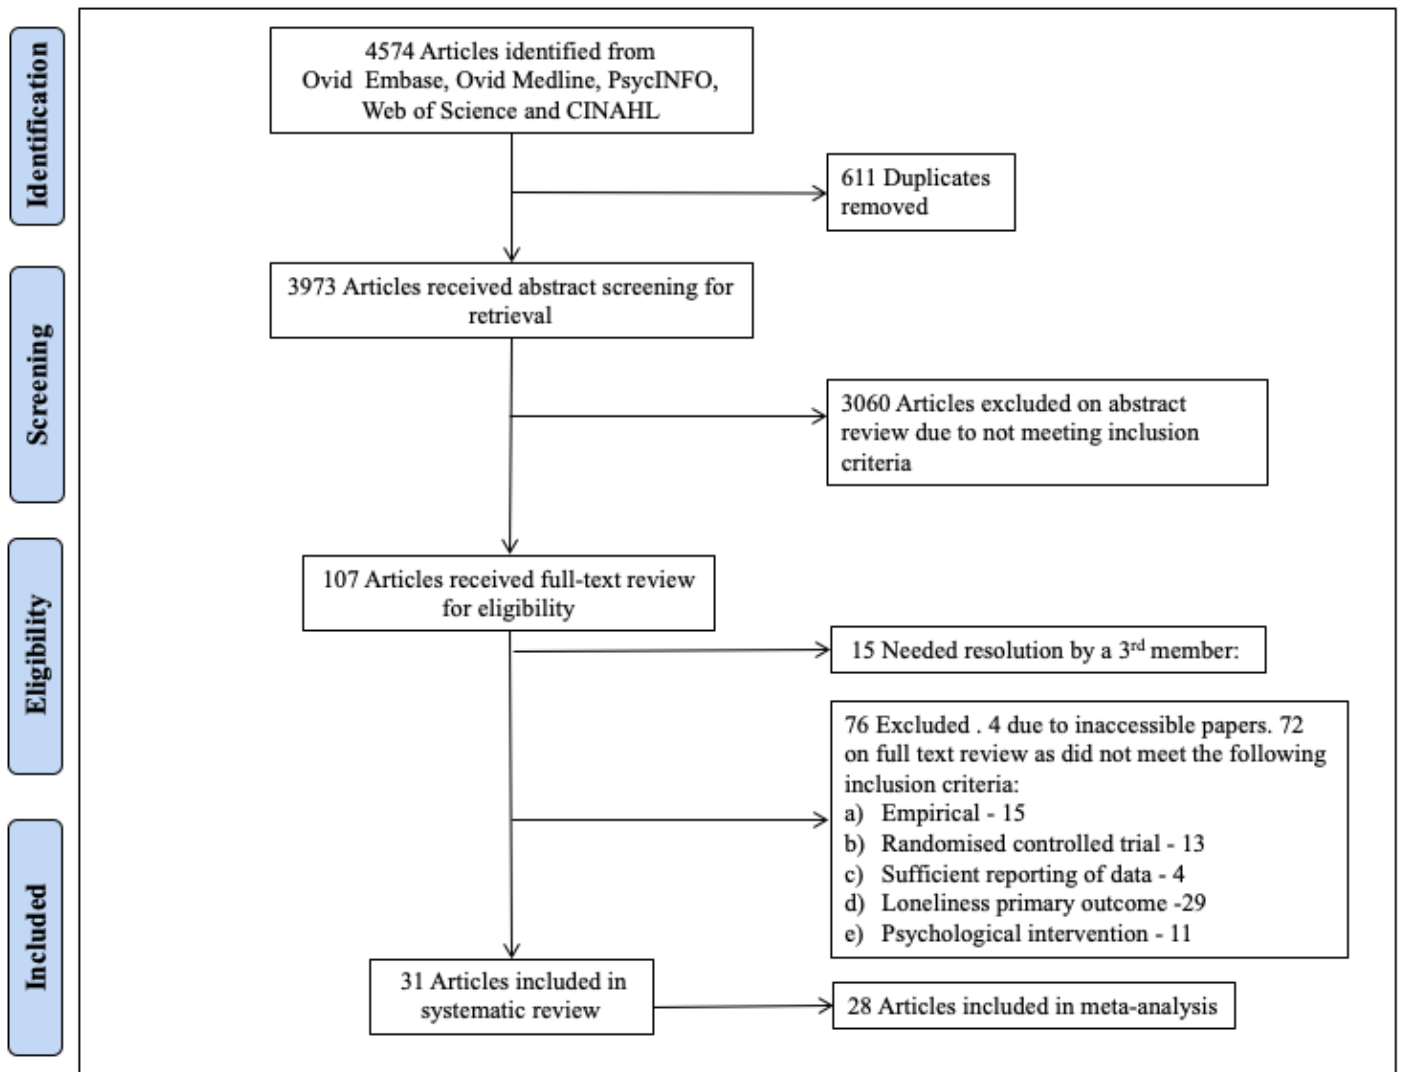 Identification
4574 Articles identified from
Ovid Embase, Ovid Medline, PsycINFO,
Web of Science and CINAHL
611 Duplicates
removed
Screening
3973 Articles received abstract screening for
retrieval
3060 Articles excluded on abstract
review due to not meeting inclusion
criteria
Eligibility
107 Articles received full-text review
for eligibility
15 Needed resolution by a 3rd member:
76 Excluded . 4 due to inaccessible papers. 72
on full text review as did not meet the following
inclusion criteria:
a) Empirical - 15
b) Randomised controlled trial - 13
c) Sufficient reporting of data - 4
d) Loneliness primary outcome -29
e) Psychological intervention - 11
Included
31 Articles included in
systematic review
28 Articles included in meta-analysis